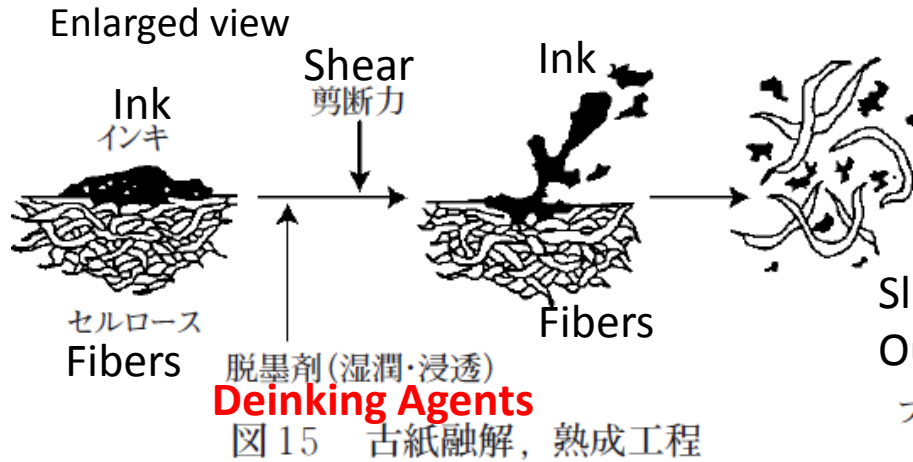 Enlarged view
Ink
インキ
Shear
剪断力
Ink
セルロース
Fibers
脱墨剤(湿潤・浸透)
Deinking Agents
Fibers
図15 古紙融解，熟成工程